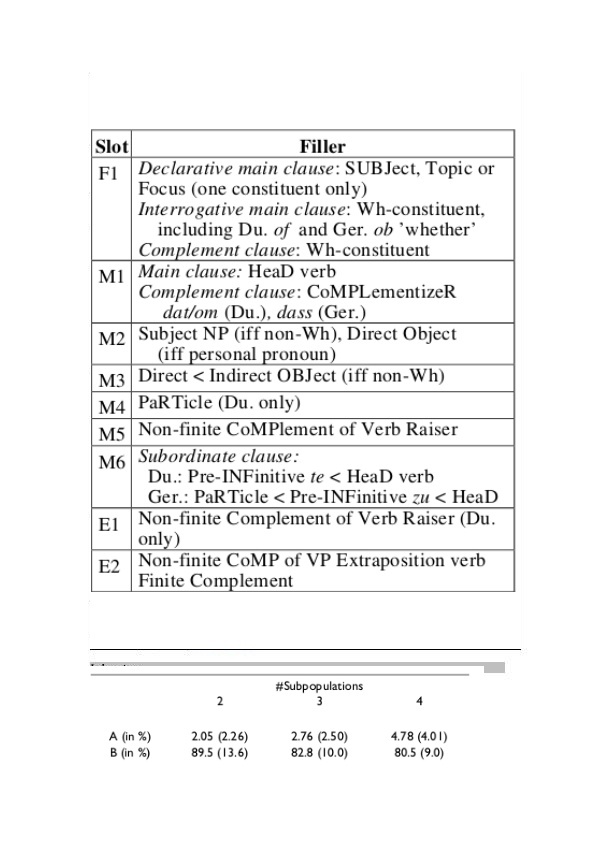 Slot Filler
F1 Declarative main clause: SUBJect, Topic or
Focus (one constituent only)
Interrogative main clause: Wh-constituent,
including Du. of and Ger. ob ’whether’
Complement clause: Wh-constituent
M1 Main clause: HeaD verb
Complement clause: CoMPLementizeR
dat/om (Du.), dass (Ger.)
M2 Subject NP (iff non-Wh), Direct Object
(iff personal pronoun)
M3 Direct < Indirect OBJect (iff non-Wh)
M4 PaRTicle (Du. only)
M5 Non-finite CoMPlement of Verb Raiser
M6 Subordinate clause:
Du.: Pre-INFinitive te < HeaD verb
Ger.: PaRTicle < Pre-INFinitive zu < HeaD
E1 Non-finite Complement of Verb Raiser (Du.
only)
E2 Non-finite CoMP of VP Extraposition verb
Finite Complement
#Subpopulations
2 3 4
A (in %) 2.05 (2.26) 2.76 (2.50) 4.78 (4.01)
B (in %) 89.5 (13.6) 82.8 (10.0) 80.5 (9.0)